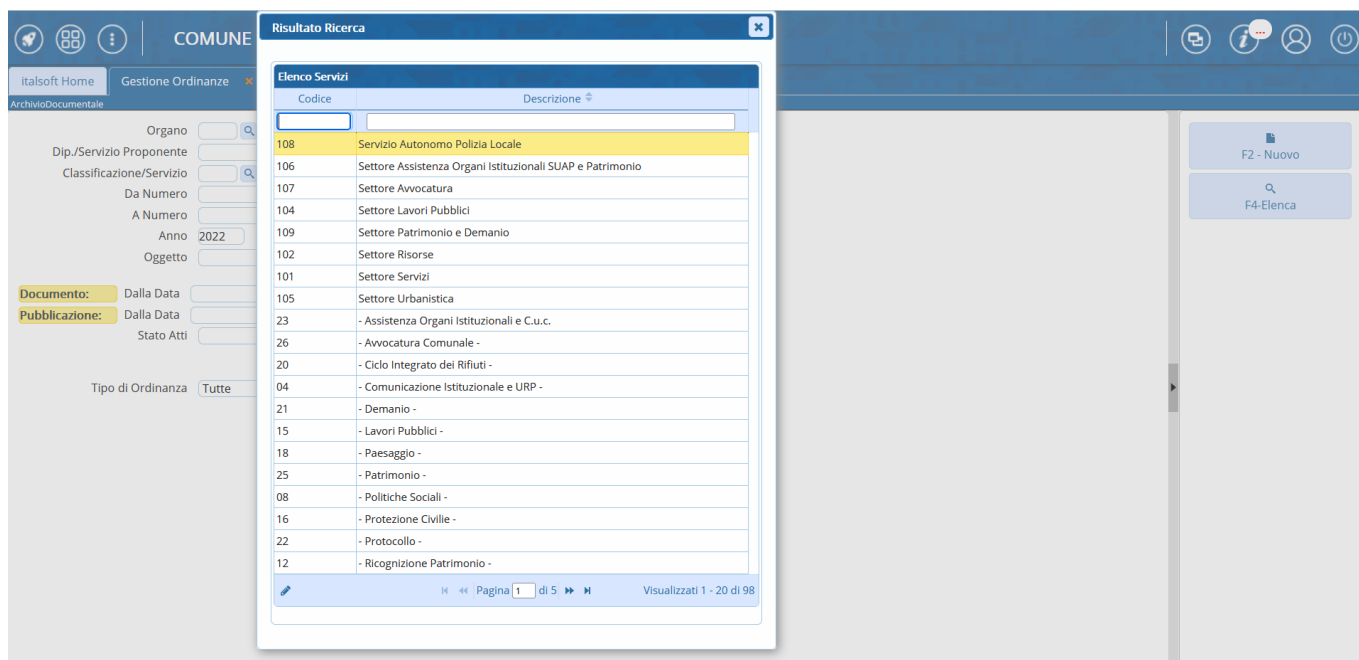 COMUNE
Risultato Ricerca
...
italsoft Home
Gestione Ordinanze
ArchivioDocumentale
Elenco Servizi
Codice Descrizione
Organo
Dip./Servizio Proponente
Classificazione/Servizio
Da Numero
A Numero
Anno 2022
Oggetto
Documento: Dalla Data
Pubblicazione: Dalla Data
Stato Atti
Tipo di Ordinanza Tutte
108 Servizio Autonomo Polizia Locale
106 Settore Assistenza Organi Istituzionali SUAP e Patrimonio
107 Settore Avvocatura
104 Settore Lavori Pubblici
109 Settore Patrimonio e Demanio
102 Settore Risorse
101 Settore Servizi
105 Settore Urbanistica
23 - Assistenza Organi Istituzionali e C.u.c.
26 - Avvocatura Comunale -
20 - Ciclo Integrato dei Rifiuti -
04 - Comunicazione Istituzionale e URP -
21 - Demanio -
15 - Lavori Pubblici -
18 - Paesaggio -
25 - Patrimonio -
08 - Politiche Sociali -
16 - Protezione Civilie -
22 - Protocollo -
12 - Ricognizione Patrimonio -
Pagina 1 di 5
Visualizzati 1 - 20 di 98
F2 - Nuovo
F4-Elenca